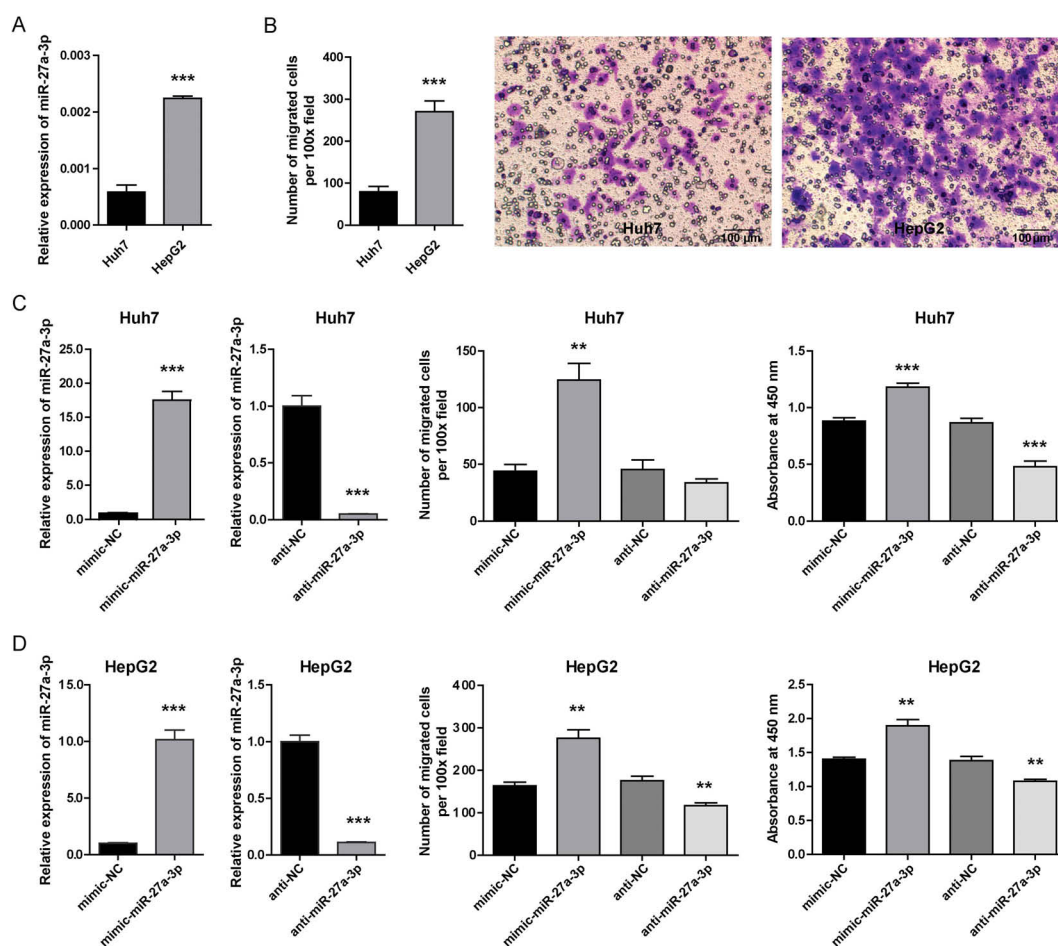 A
Relative expression of miR-27a-3p
0.003
0.002
0.001
0.000
***
Huh7
HepG2
B
Number of migrated cells
per 100x field
400
300
200
100
0
***
Huh7
HepG2
Huh7
100 μm
HepG2
100 μm
C
Huh7
Relative expression of miR-27a-3p
25.0
20.0
15.0
10.0
5.0
0.0
***
mimic-NC
mimic-miR-27a-3p
Huh7
Relative expression of miR-27a-3p
1.5
1.0
0.5
0.0
***
anti-NC
anti-miR-27a-3p
Huh7
Number of migrated cells
per 100x field
150
100
50
0
**
mimic-NC
mimic-miR-27a-3p
anti-NC
anti-miR-27a-3p
Huh7
Absorbance at 450 nm
1.5
1.0
0.5
0.0
***
***
mimic-NC
mimic-miR-27a-3p
anti-NC
anti-miR-27a-3p
D
HepG2
Relative expression of miR-27a-3p
15.0
10.0
5.0
0.0
***
mimic-NC
mimic-miR-27a-3p
HepG2
Relative expression of miR-27a-3p
1.5
1.0
0.5
0.0
***
anti-NC
anti-miR-27a-3p
HepG2
Number of migrated cells
per 100x field
400
300
200
100
0
**
**
mimic-NC
mimic-miR-27a-3p
anti-NC
anti-miR-27a-3p
HepG2
Absorbance at 450 nm
2.5
2.0
1.5
1.0
0.5
0.0
**
**
mimic-NC
mimic-miR-27a-3p
anti-NC
anti-miR-27a-3p